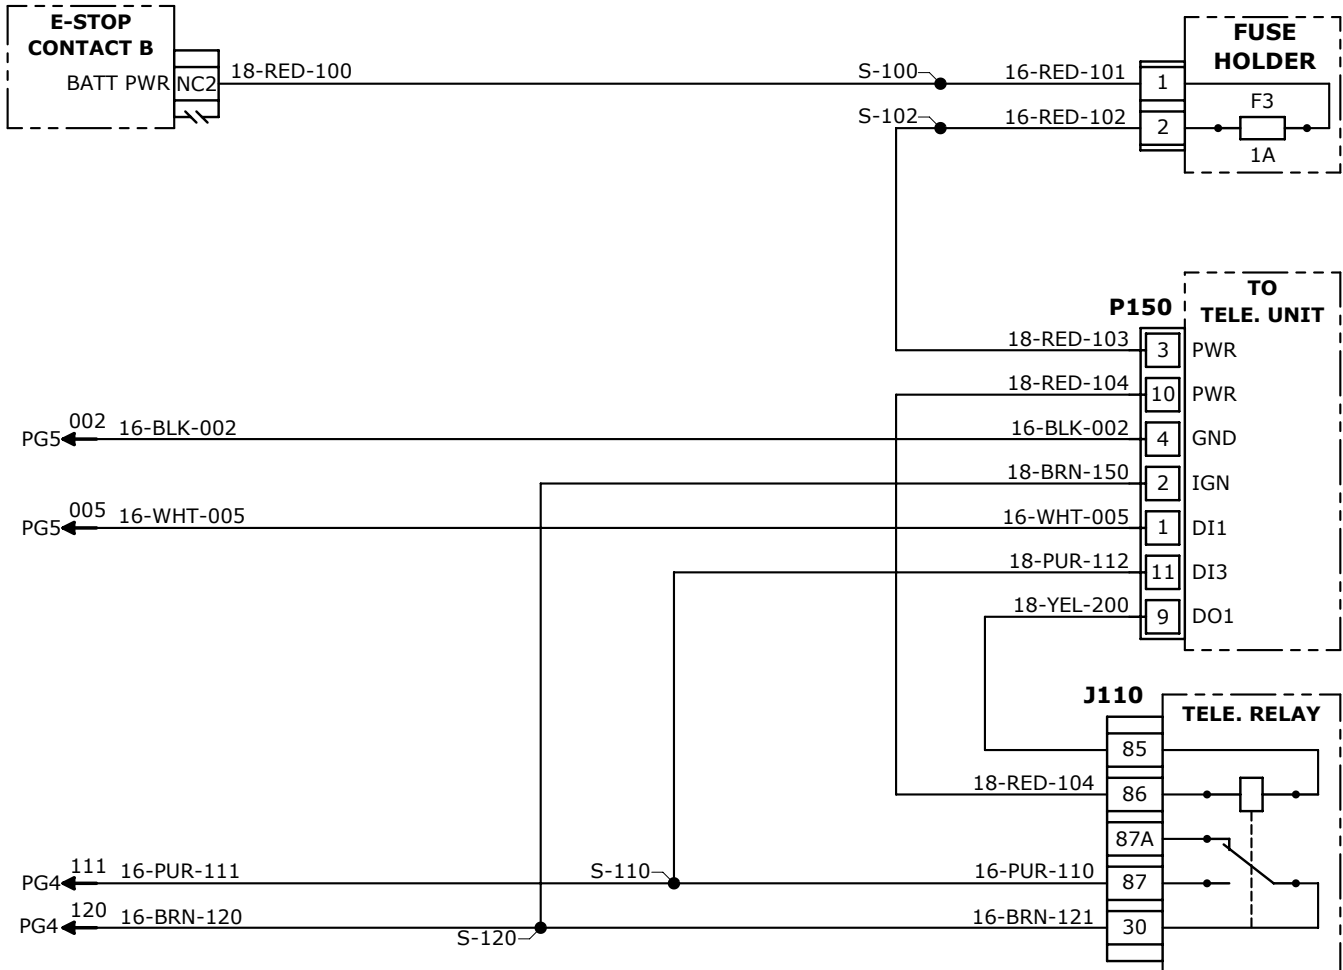 E-STOP
CONTACT B
BATT PWR NC2 18-RED-100
S-100 16-RED-101 1
S-102 16-RED-102 2
FUSE
HOLDER
F3
1A
TO
TELE. UNIT
P150
18-RED-103 3 PWR
18-RED-104 10 PWR
PG5 002 16-BLK-002 16-BLK-002 4 GND
18-BRN-150 2 IGN
PG5 005 16-WHT-005 16-WHT-005 1 DI1
18-PUR-112 11 DI3
18-YEL-200 9 DO1
J110
TELE. RELAY
85
18-RED-104 86
87A
PG4 111 16-PUR-111 S-110 16-PUR-110 87
PG4 120 16-BRN-120 S-120 16-BRN-121 30